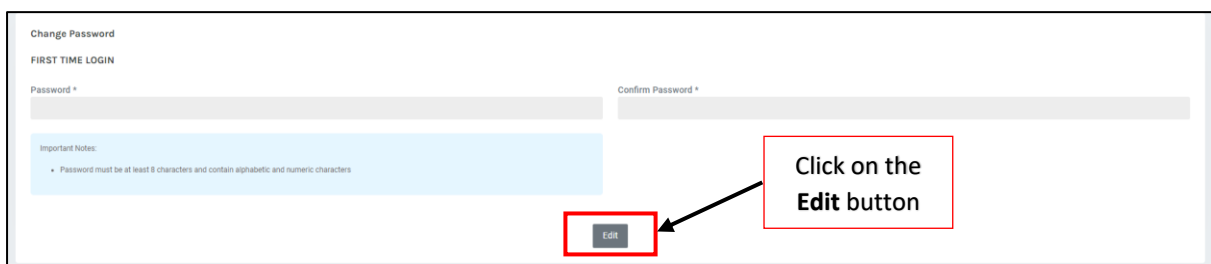 Change Password
FIRST TIME LOGIN
Password *
Confirm Password *
Important Notes:
• Password must be at least 8 characters and contain alphabetic and numeric characters
Click on the
Edit button
Edit